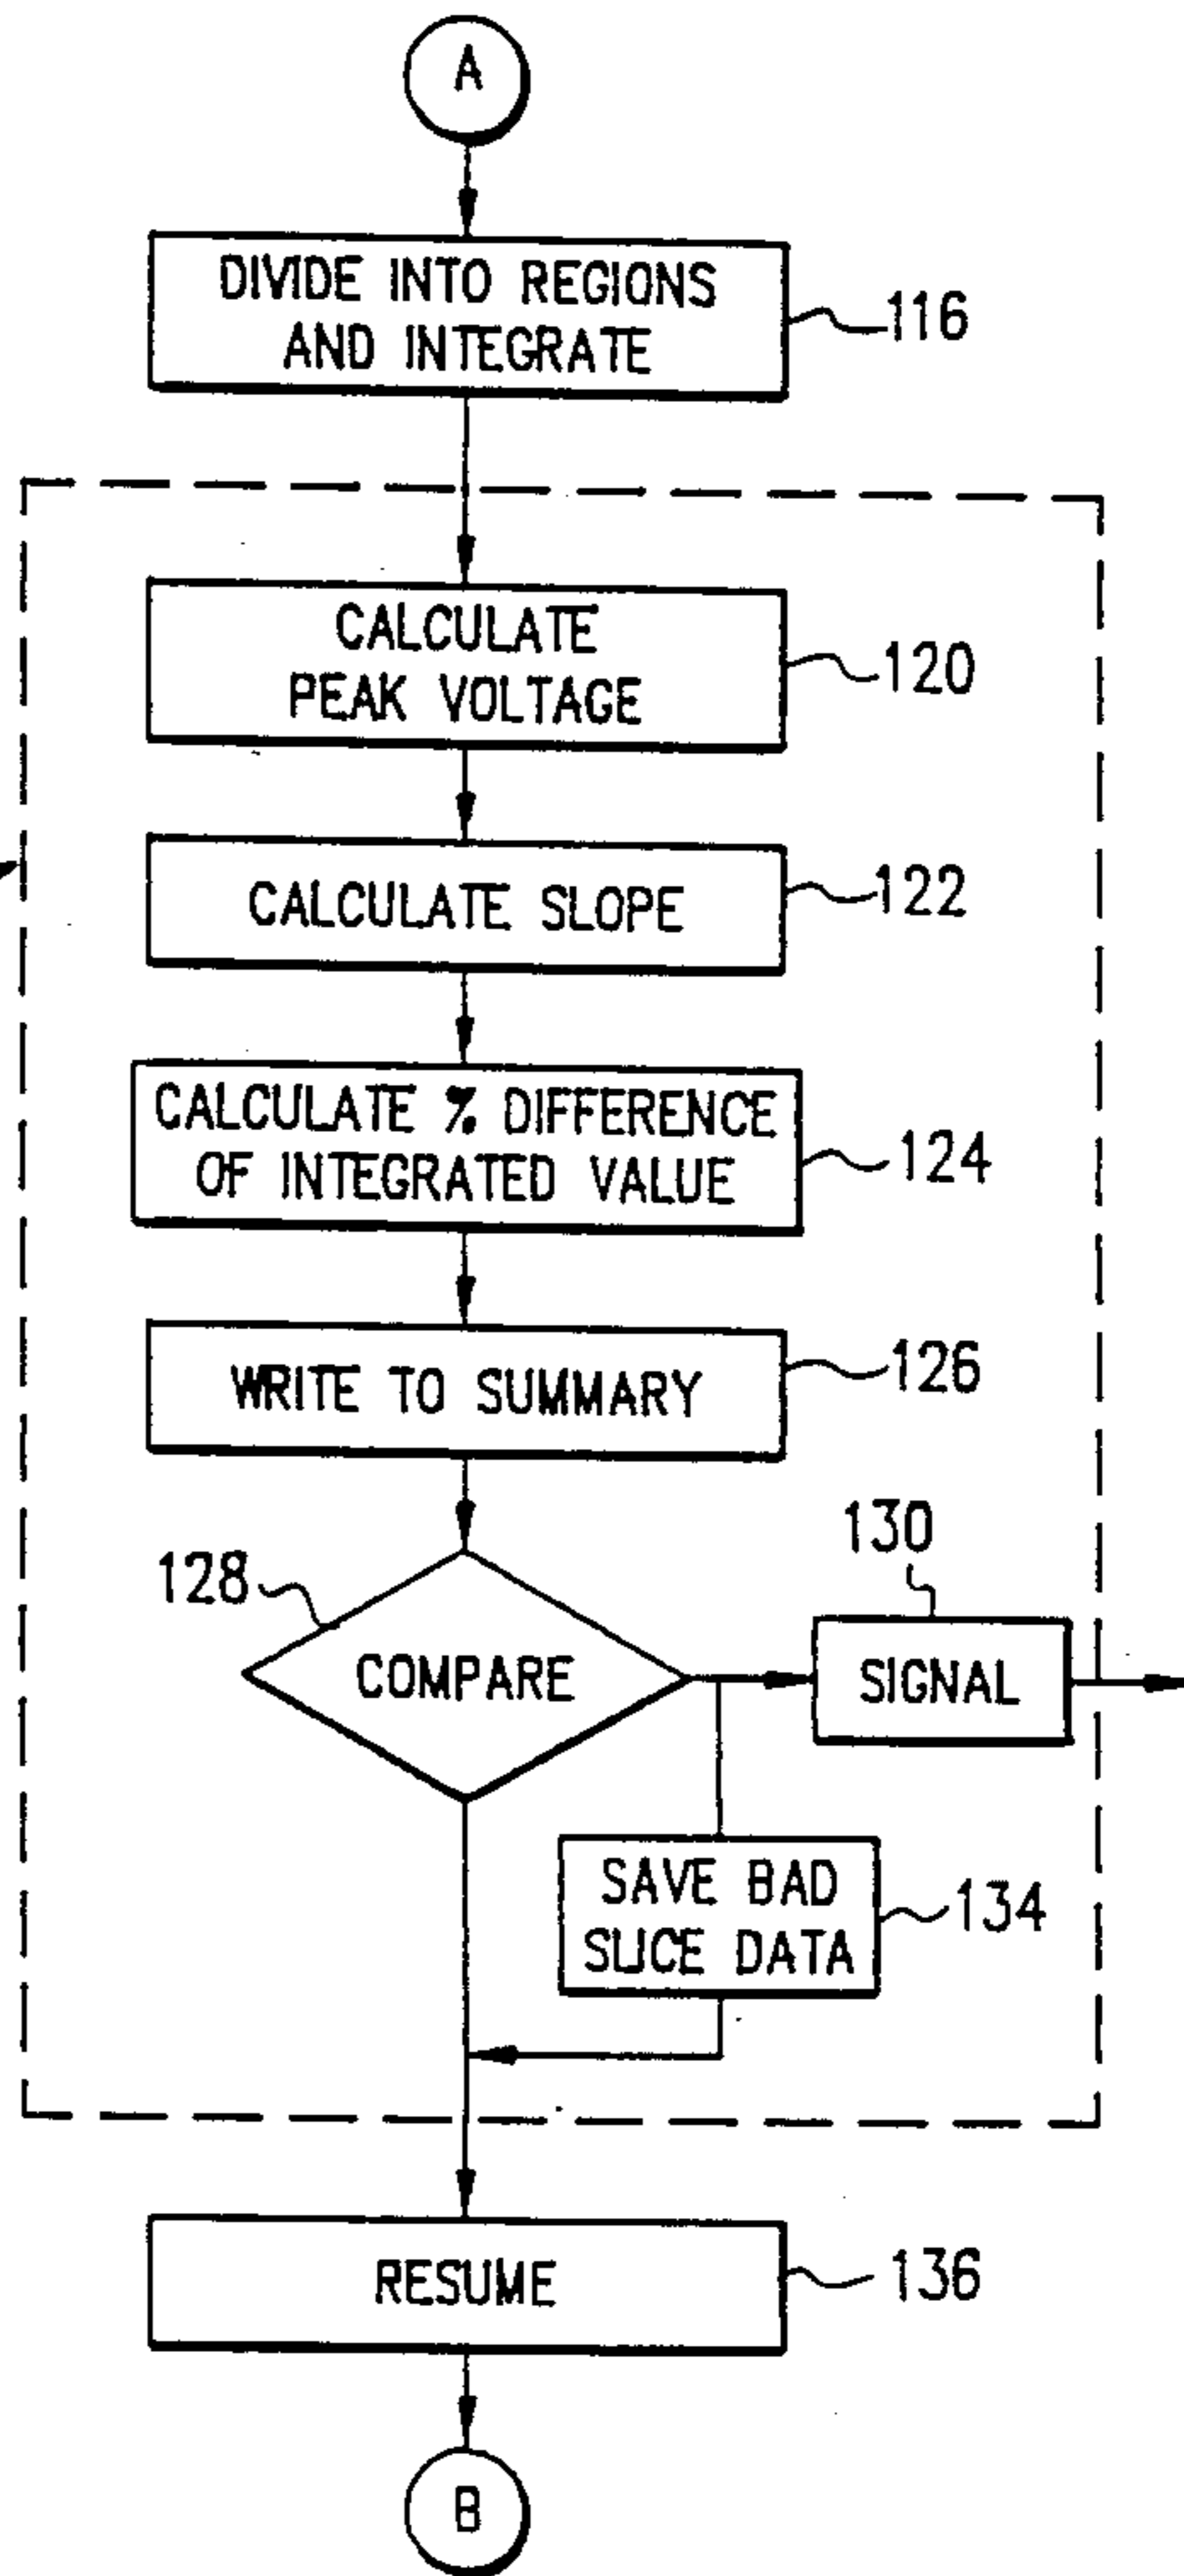 A
DIVIDE INTO REGIONS
AND INTEGRATE
116
CALCULATE
PEAK VOLTAGE
120
CALCULATE SLOPE
122
CALCULATE % DIFFERENCE
OF INTEGRATED VALUE
124
WRITE TO SUMMARY
126
128
COMPARE
130
SIGNAL
SAVE BAD
SLICE DATA
134
RESUME
136
B